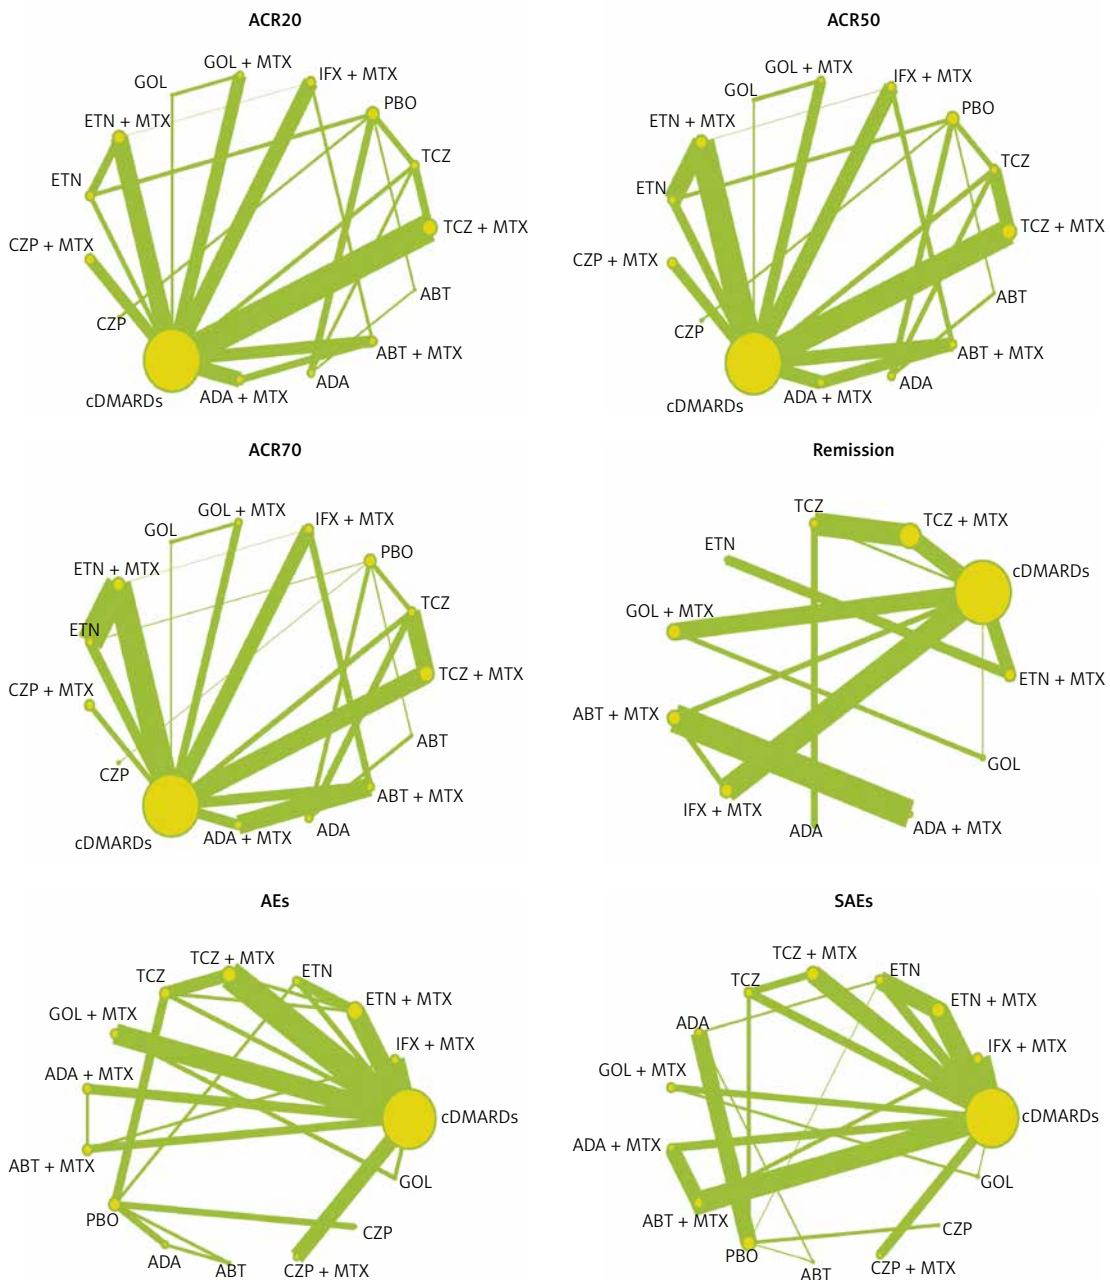 ACR20
ACR50
GOL + MTX
GOL
IFX + MTX
PBO
ETN + MTX
TCZ
ETN
TCZ + MTX
CZP + MTX
ABT
CZP
ABT + MTX
ADA
ADA + MTX
cDMARDs
GOL + MTX
IFX + MTX
GOL
PBO
ETN + MTX
TCZ
ETN
TCZ + MTX
CZP + MTX
ABT
CZP
ABT + MTX
ADA
ADA + MTX
cDMARDs
ACR70
Remission
GOL + MTX
GOL
IFX + MTX
PBO
ETN + MTX
TCZ
ETN
TCZ + MTX
CZP + MTX
ABT
CZP
ABT + MTX
ADA
ADA + MTX
cDMARDs
TCZ
TCZ + MTX
ETN
cDMARDs
GOL + MTX
ETN + MTX
ABT + MTX
GOL
IFX + MTX
ADA
ADA + MTX
AEs
SAEs
TCZ + MTX
TCZ
ETN
ETN + MTX
GOL + MTX
IFX + MTX
ADA + MTX
cDMARDs
ABT + MTX
GOL
PBO
CZP
ADA
ABT
CZP + MTX
TCZ + MTX
TCZ
ETN
ETN + MTX
ADA
IFX + MTX
GOL + MTX
cDMARDs
ADA + MTX
GOL
ABT + MTX
CZP
PBO
ABT
CZP + MTX